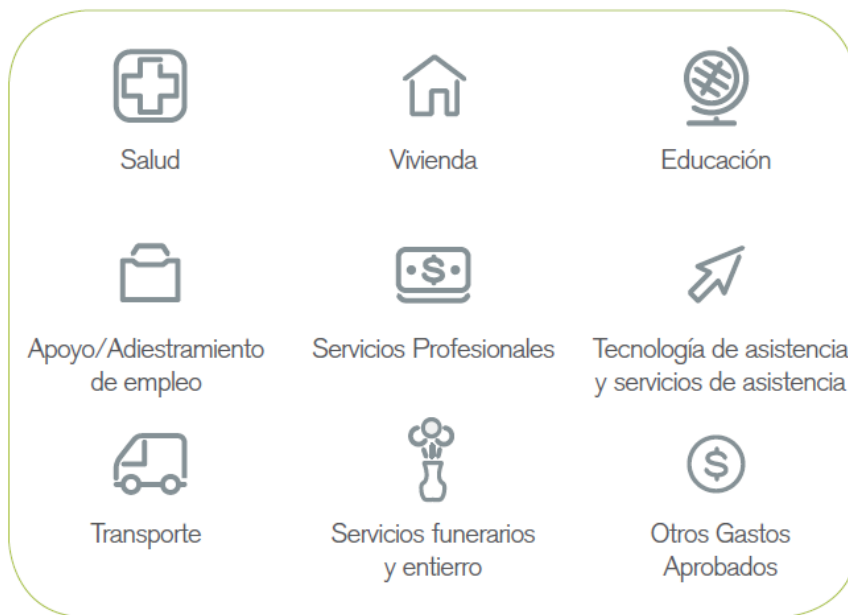 Salud
Vivienda
Educación
Apoyo/Adiestramiento
de empleo
$
Servicios Profesionales
Tecnología de asistencia
y servicios de asistencia
Transporte
Servicios funerarios
y entierro
$
Otros Gastos
Aprobados